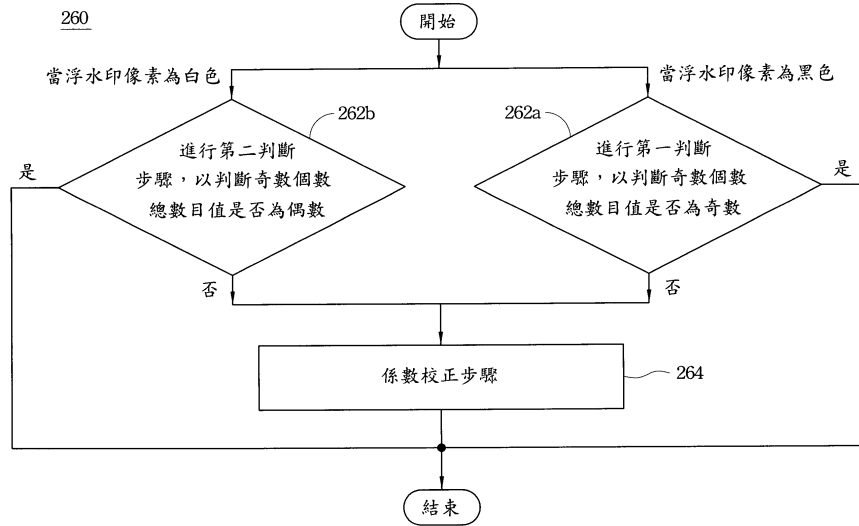 260
開始
當浮水印像素為白色
當浮水印像素為黑色
262b
262a
進行第二判斷
步驟，以判斷奇數個數
總數目值是否為偶數
進行第一判斷
步驟，以判斷奇數個數
總數目值是否為奇數
是
是
否
否
係數校正步驟
264
結束